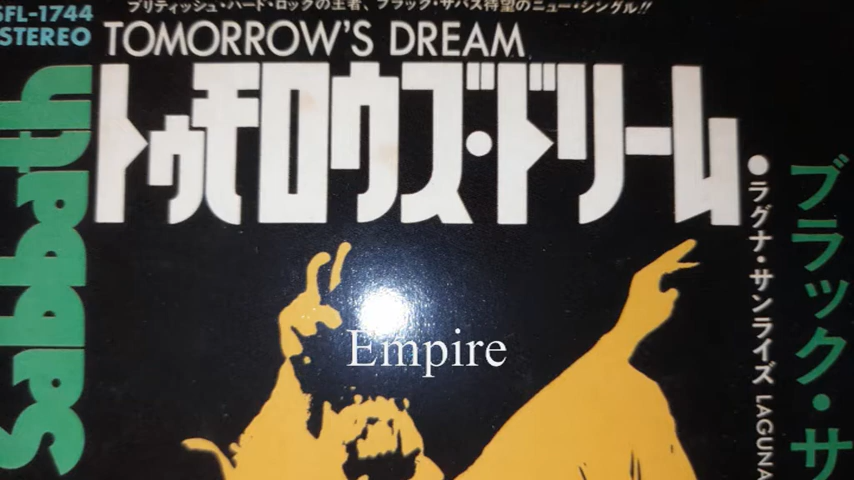 ブリティッシュ・ハード・ロックの王者、ブラック・サバス待望のニュー・シングル!!
SFL-1744
STEREO
TOMORROW'S DREAM
トゥモロウズ・ドリーム
Sabbath
●ラグナ・サンライズ LAGUNA
ブラック・サ
Empire